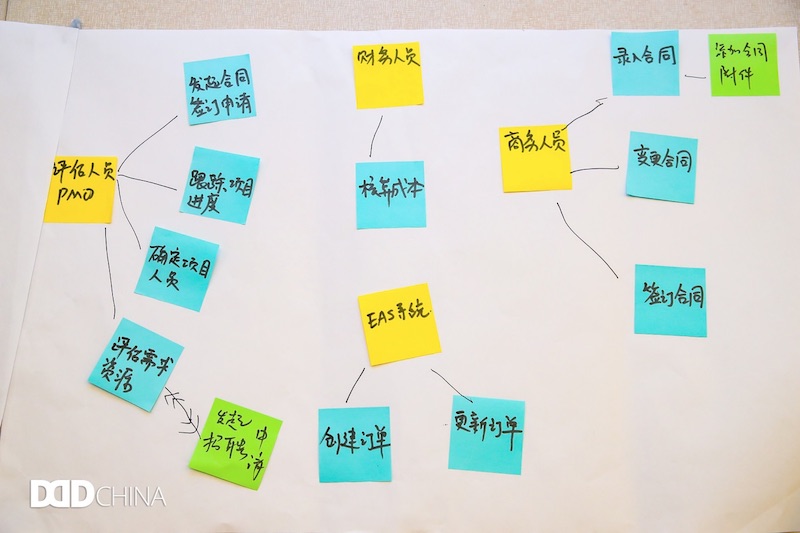 发起合同
签订申请
评估人员
PMO
跟踪项目
进度
确定项目
人员
评估需求
资源
发起
招聘申请
财务人员
核算成本
EAS系统
创建订单
更新订单
商务人员
录入合同
添加合同
附件
变更合同
签订合同
DDD CHINA